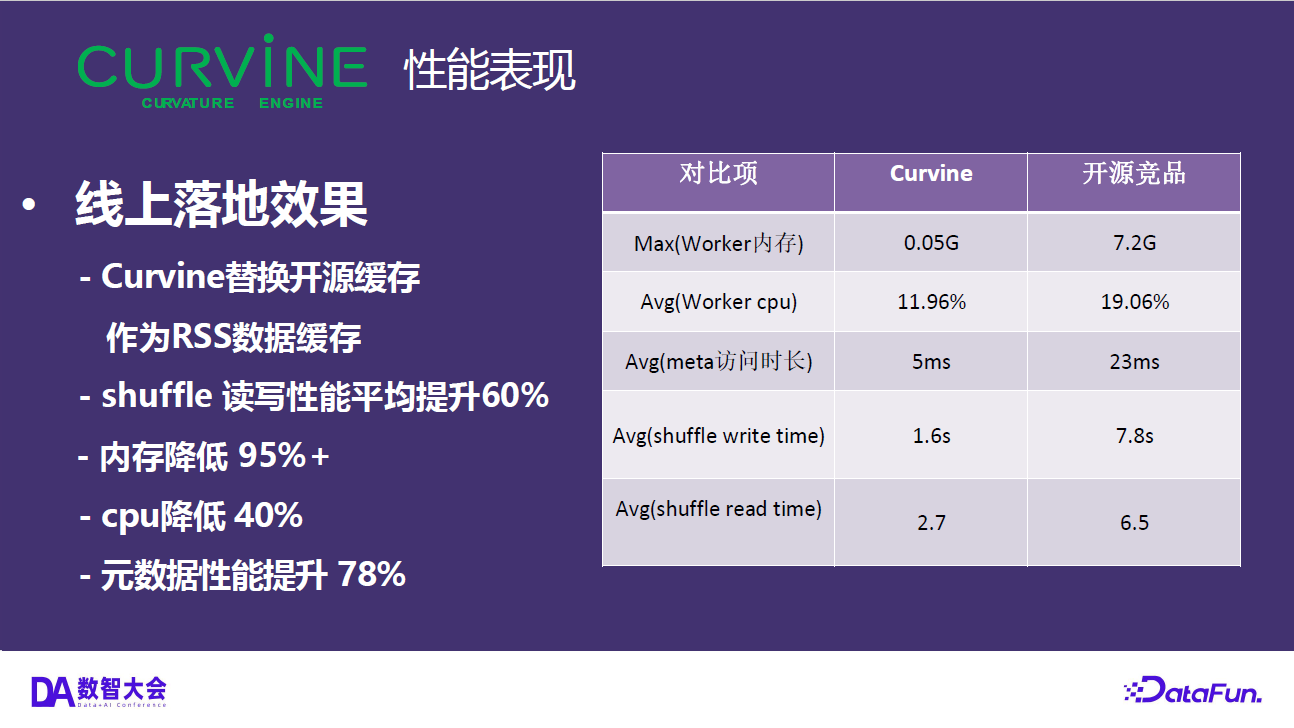 CURVINE 性能表现
CURVATURE ENGINE
• 线上落地效果
- Curvine替换开源缓存
作为RSS数据缓存
- shuffle 读写性能平均提升60%
- 内存降低 95%+
- cpu降低 40%
- 元数据性能提升 78%
对比项 Curvine 开源竞品
Max(Worker内存) 0.05G 7.2G
Avg(Worker cpu) 11.96% 19.06%
Avg(meta访问时长) 5ms 23ms
Avg(shuffle write time) 1.6s 7.8s
Avg(shuffle read time) 2.7 6.5
DA 数智大会
Data+AI Conference
DataFun.